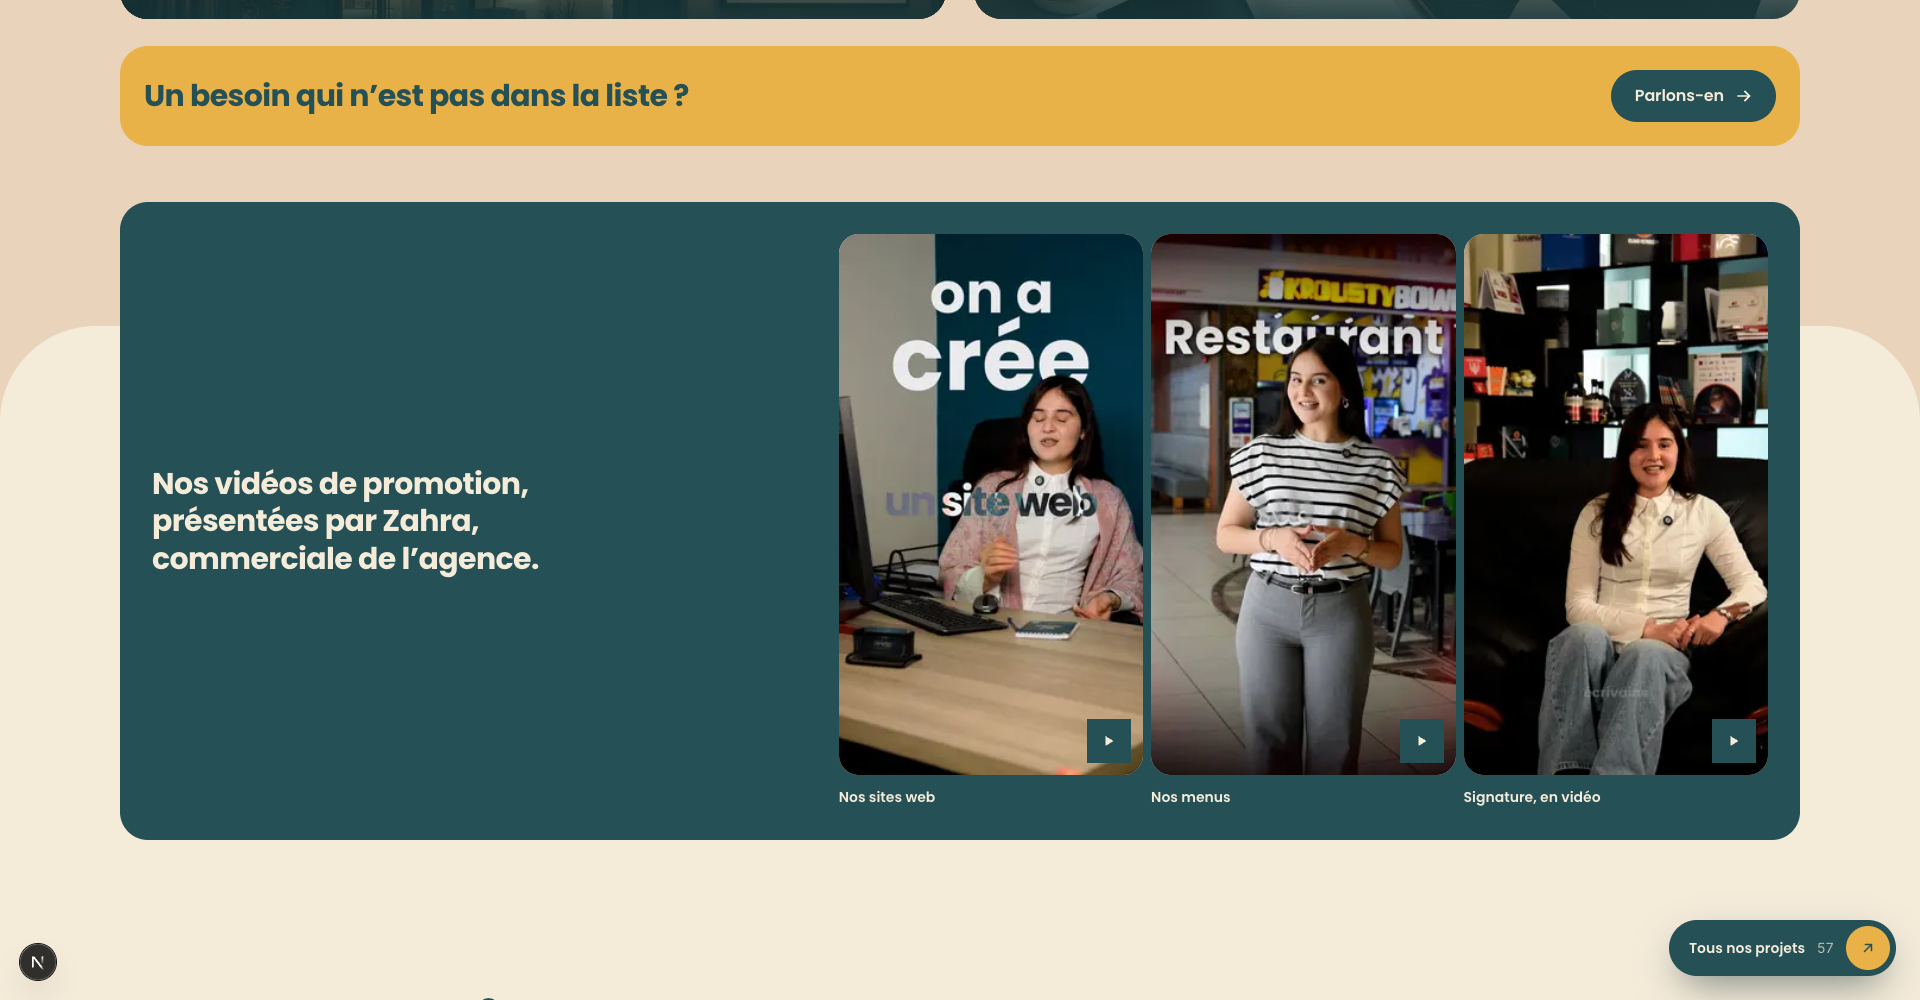 Un besoin qui n’est pas dans la liste ?
Parlons-en
Nos vidéos de promotion,
présentées par Zahra,
commerciale de l’agence.
on a
crée
un site web
KROUSTYBOWL
Restaurant
écrivains
Nos sites web
Nos menus
Signature, en vidéo
Tous nos projets 57
N